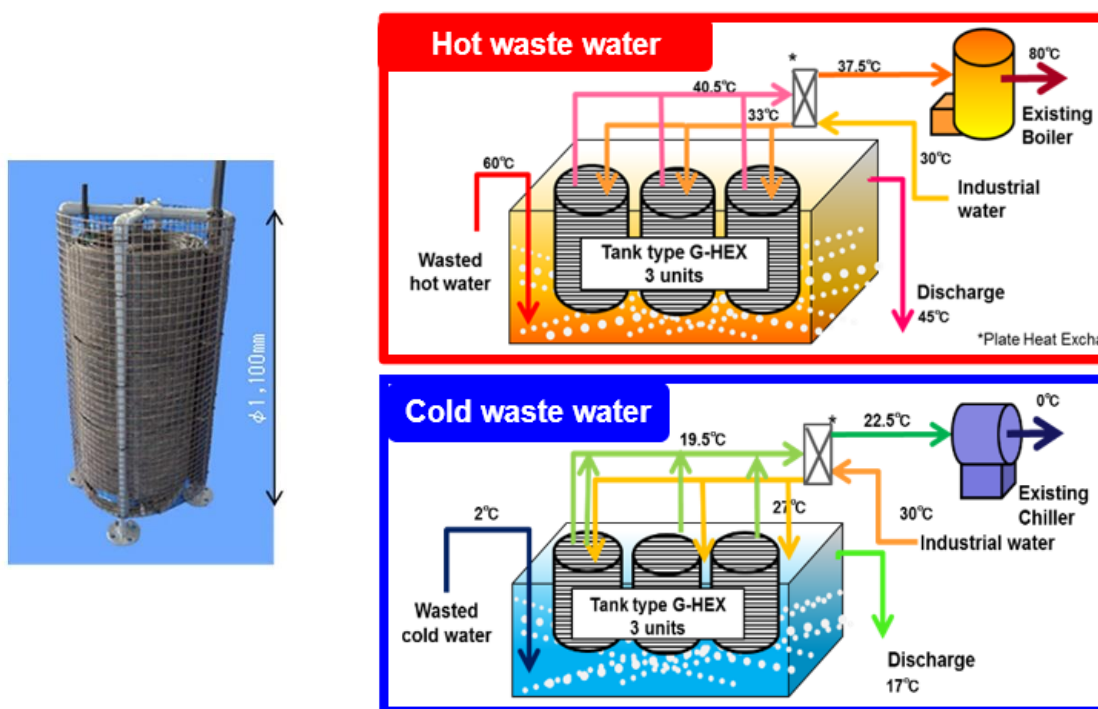 φ1,100mm
Hot waste water
*
37.5℃
80℃
40.5℃
Existing
Boiler
33℃
60℃
30℃
Industrial
water
Wasted
hot water
Tank type G-HEX
3 units
Discharge
45℃
*Plate Heat Excha
Cold waste water
*
22.5℃
0℃
19.5℃
Existing
Chiller
27℃
2℃
30℃
Industrial water
Wasted
cold water
Tank type G-HEX
3 units
Discharge
17℃